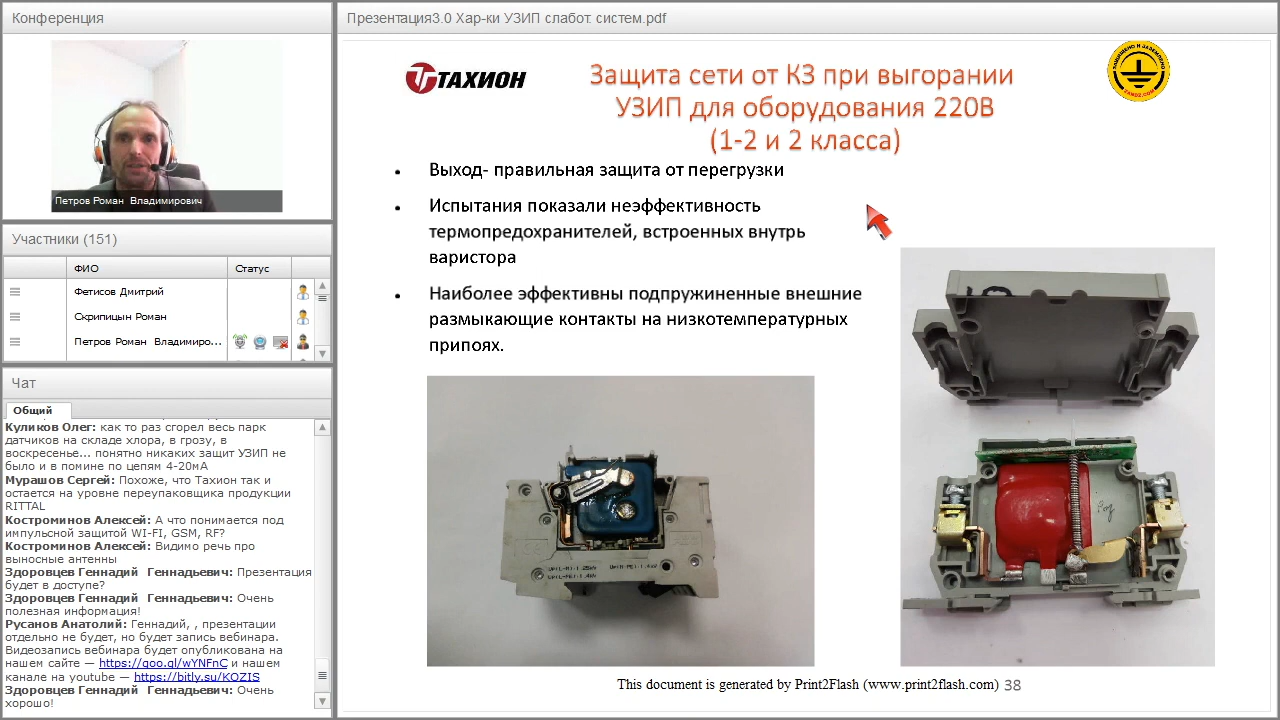 Конференция
Петров Роман Владимирович
Участники (151)
ФИО
Статус
Фетисов Дмитрий
Скрипицын Роман
Петров Роман Владимиро...
Чат
Общий
Куликов Олег: как то раз сгорел весь парк
датчиков на складе хлора, в грозу, в
воскресенье... понятно никаких защит УЗИП не
было и в помине по цепям 4-20мА
Мурашов Сергей: Похоже, что Тахион так и
остается на уровне переупаковщика продукции
RITTAL
Костроминов Алексей: А что понимается под
импульсной защитой WI-FI, GSM, RF?
Костроминов Алексей: Видимо речь про
выносные антенны
Здоровцев Геннадий Геннадьевич: Презентация
будет в доступе?
Здоровцев Геннадий Геннадьевич: Очень
полезная информация!
Русанов Анатолий: Геннадий, , презентации
отдельно не будет, но будет запись вебинара.
Видеозапись вебинара будет опубликована на
нашем сайте — https://goo.gl/wYNFnC и нашем
канале на youtube — https://bitly.su/KOZIS
Здоровцев Геннадий Геннадьевич: Очень
хорошо!
Презентация3.0 Хар-ки УЗИП слабот. систем.pdf
ТАХИОН
Защита сети от КЗ при выгорании
УЗИП для оборудования 220В
(1-2 и 2 класса)
ЗАЩИЩЕНО И ЗАЗЕМЛЕНО
ZANDZ.COM
Выход- правильная защита от перегрузки
Испытания показали неэффективность
термопредохранителей, встроенных внутрь
варистора
Наиболее эффективны подпружиненные внешние
размыкающие контакты на низкотемпературных
припоях.
This document is generated by Print2Flash (www.print2flash.com)
38